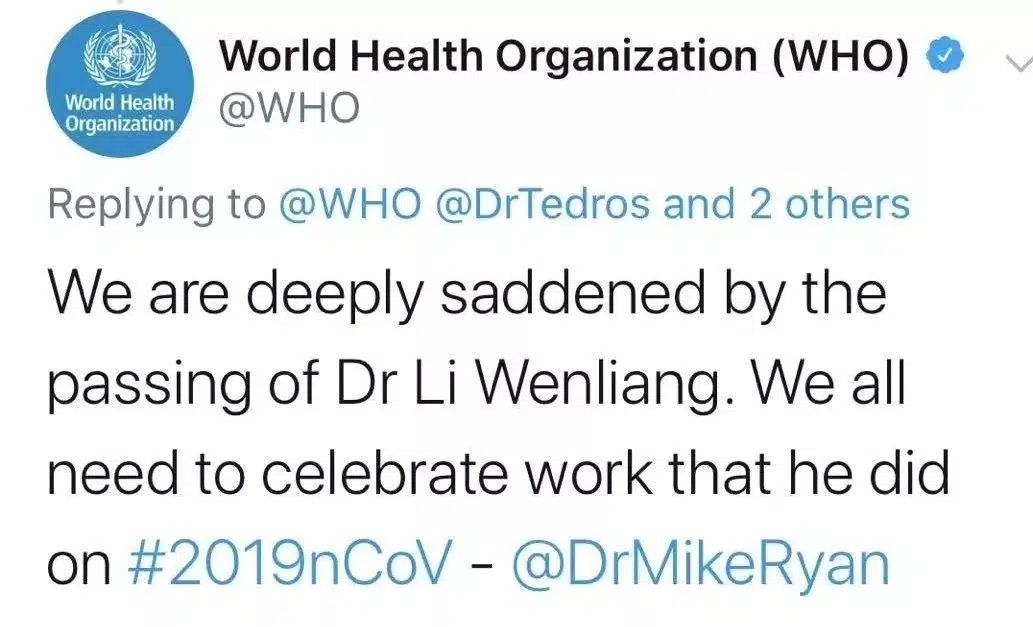 World Health Organization
World Health Organization (WHO)
@WHO
Replying to @WHO @DrTedros and 2 others
We are deeply saddened by the
passing of Dr Li Wenliang. We all
need to celebrate work that he did
on #2019nCoV - @DrMikeRyan